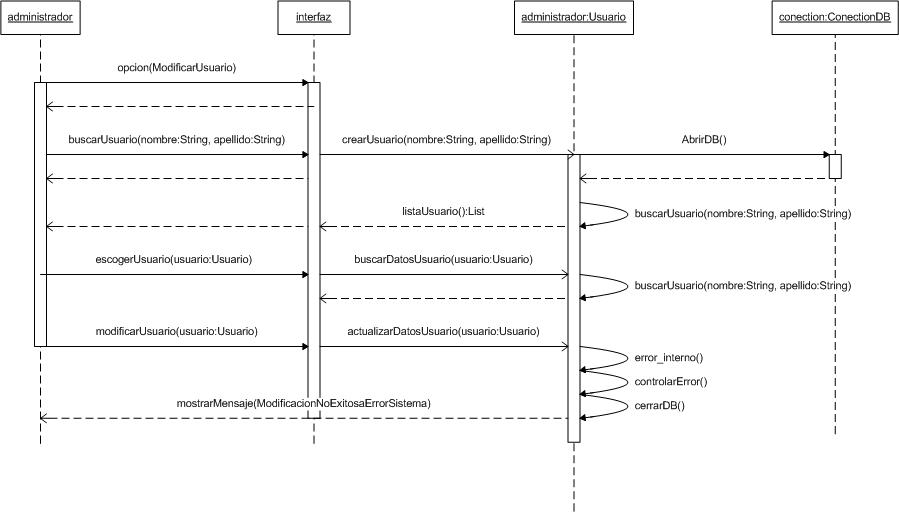 administrador
interfaz
administrador:Usuario
conection:ConectionDB
opcion(ModificarUsuario)
buscarUsuario(nombre:String, apellido:String)
crearUsuario(nombre:String, apellido:String)
AbrirDB()
listaUsuario():List
buscarUsuario(nombre:String, apellido:String)
escogerUsuario(usuario:Usuario)
buscarDatosUsuario(usuario:Usuario)
buscarUsuario(nombre:String, apellido:String)
modificarUsuario(usuario:Usuario)
actualizarDatosUsuario(usuario:Usuario)
error_interno()
controlarError()
mostrarMensaje(ModificacionNoExitosaErrorSistema)
cerrarDB()